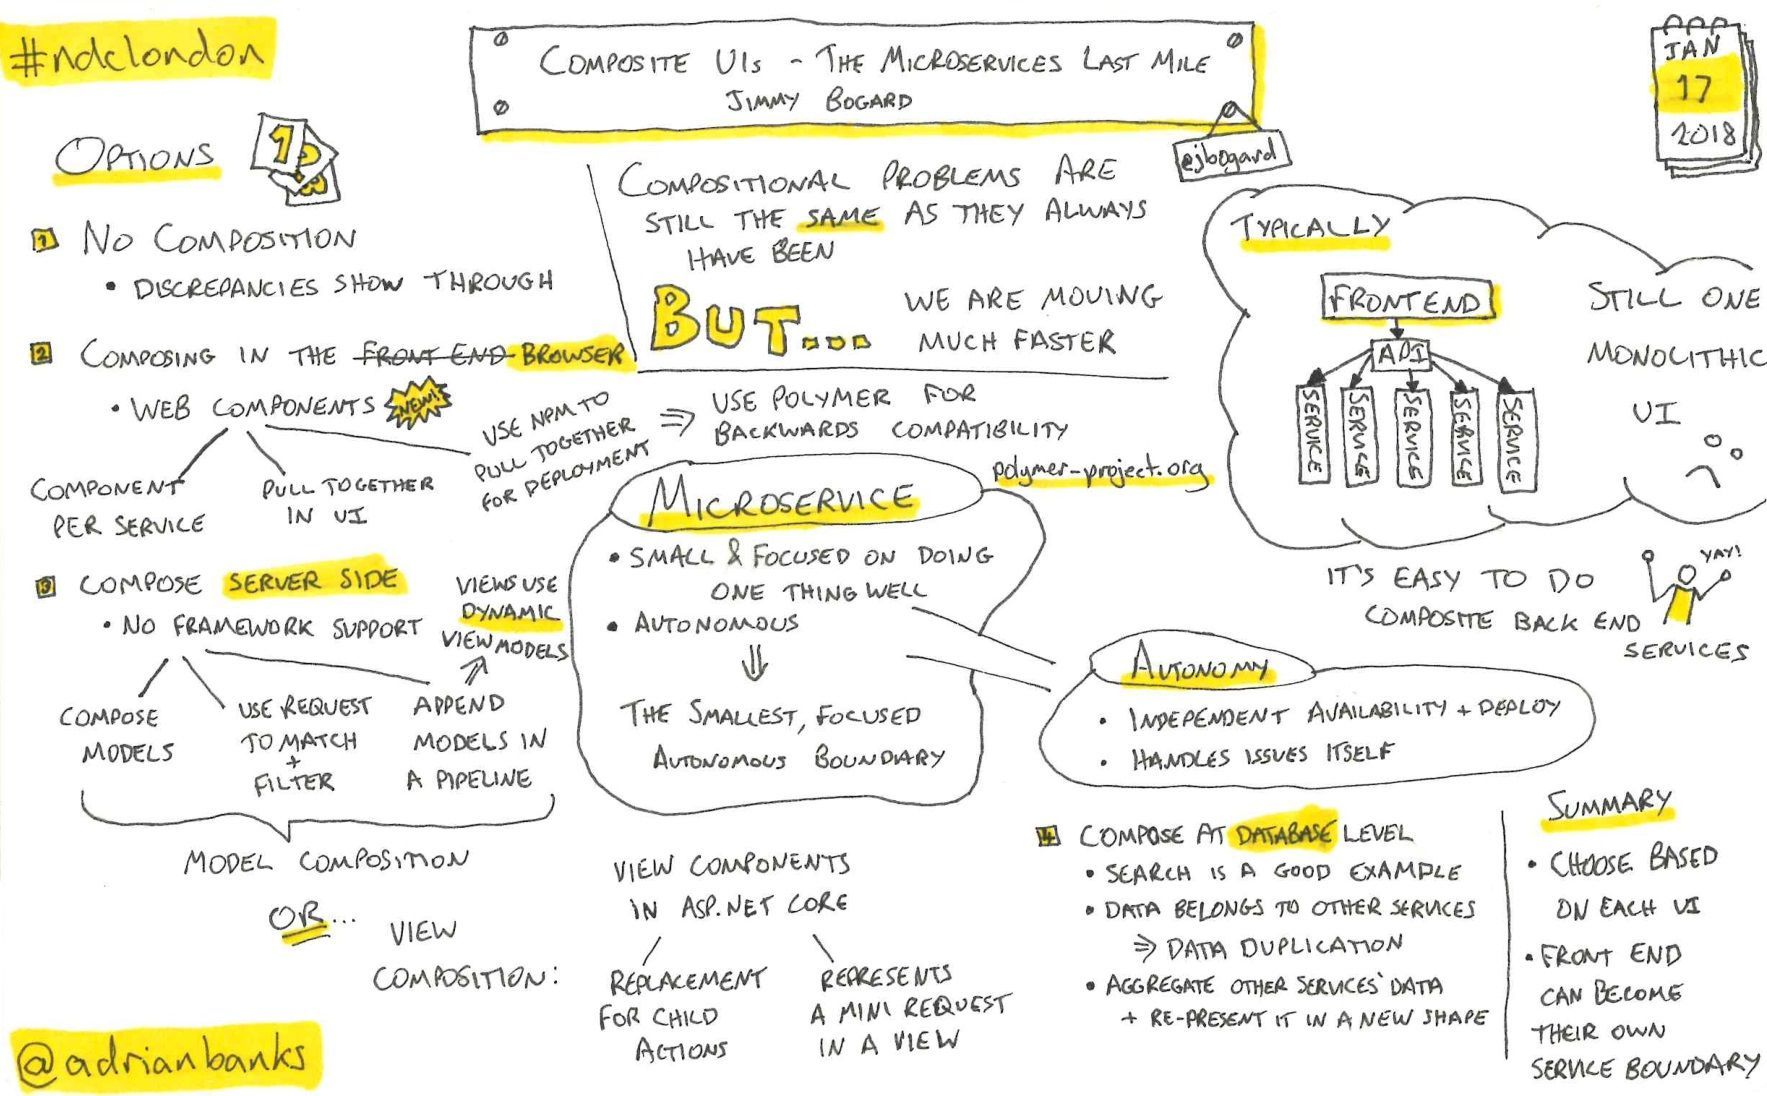 #ndclondon
COMPOSITE UIs - THE MICROSERVICES LAST MILE
JIMMY BOGARD
@jbogard
JAN
17
2018
OPTIONS
1
2
3
1 NO COMPOSITION
• DISCREPANCIES SHOW THROUGH
2 COMPOSING IN THE FRONT END BROWSER
• WEB COMPONENTS NEW!
COMPONENT
PER SERVICE
PULL TOGETHER
IN UI
USE NPM TO
PULL TOGETHER
FOR DEPLOYMENT
⇒ USE POLYMER FOR
BACKWARDS COMPATIBILITY
polymer-project.org
3 COMPOSE SERVER SIDE
• NO FRAMEWORK SUPPORT
COMPOSE
MODELS
USE REQUEST
TO MATCH
+
FILTER
APPEND
MODELS IN
A PIPELINE
VIEWS USE
DYNAMIC
VIEWMODELS
MODEL COMPOSITION
OR...
VIEW
COMPOSITION:
VIEW COMPONENTS
IN ASP.NET CORE
REPLACEMENT
FOR CHILD
ACTIONS
REPRESENTS
A MINI REQUEST
IN A VIEW
@adrianbanks
COMPOSITIONAL PROBLEMS ARE
STILL THE SAME AS THEY ALWAYS
HAVE BEEN
BUT...
WE ARE MOVING
MUCH FASTER
MICROSERVICE
• SMALL & FOCUSED ON DOING
ONE THING WELL
• AUTONOMOUS
⇓
THE SMALLEST, FOCUSED
AUTONOMOUS BOUNDARY
TYPICALLY
FRONTEND
API
SERVICE
SERVICE
SERVICE
SERVICE
SERVICE
STILL ONE
MONOLITHIC
UI
IT'S EASY TO DO
COMPOSITE BACK END
SERVICES
YAY!
AUTONOMY
• INDEPENDENT AVAILABILITY + DEPLOY
• HANDLES ISSUES ITSELF
4 COMPOSE AT DATABASE LEVEL
• SEARCH IS A GOOD EXAMPLE
• DATA BELONGS TO OTHER SERVICES
⇒ DATA DUPLICATION
• AGGREGATE OTHER SERVICES' DATA
+ RE-PRESENT IT IN A NEW SHAPE
SUMMARY
• CHOOSE BASED
ON EACH UI
• FRONT END
CAN BECOME
THEIR OWN
SERVICE BOUNDARY